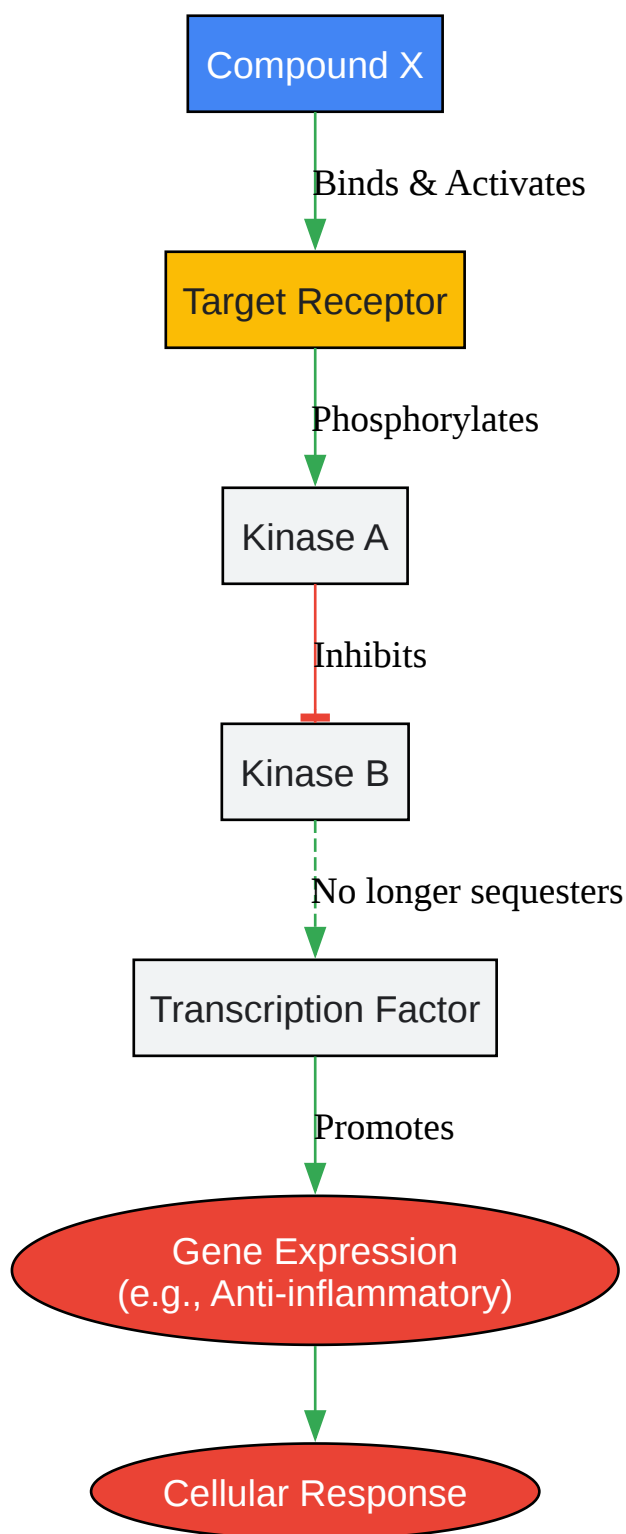 Compound X
Binds & Activates
Target Receptor
Phosphorylates
Kinase A
Inhibits
Kinase B
No longer sequesters
Transcription Factor
Promotes
Gene Expression
(e.g., Anti-inflammatory)
Cellular Response